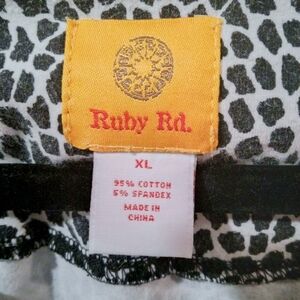 Ruby Rd.
XL
95% COTTON
5% SPANDEX
MADE IN
CHINA